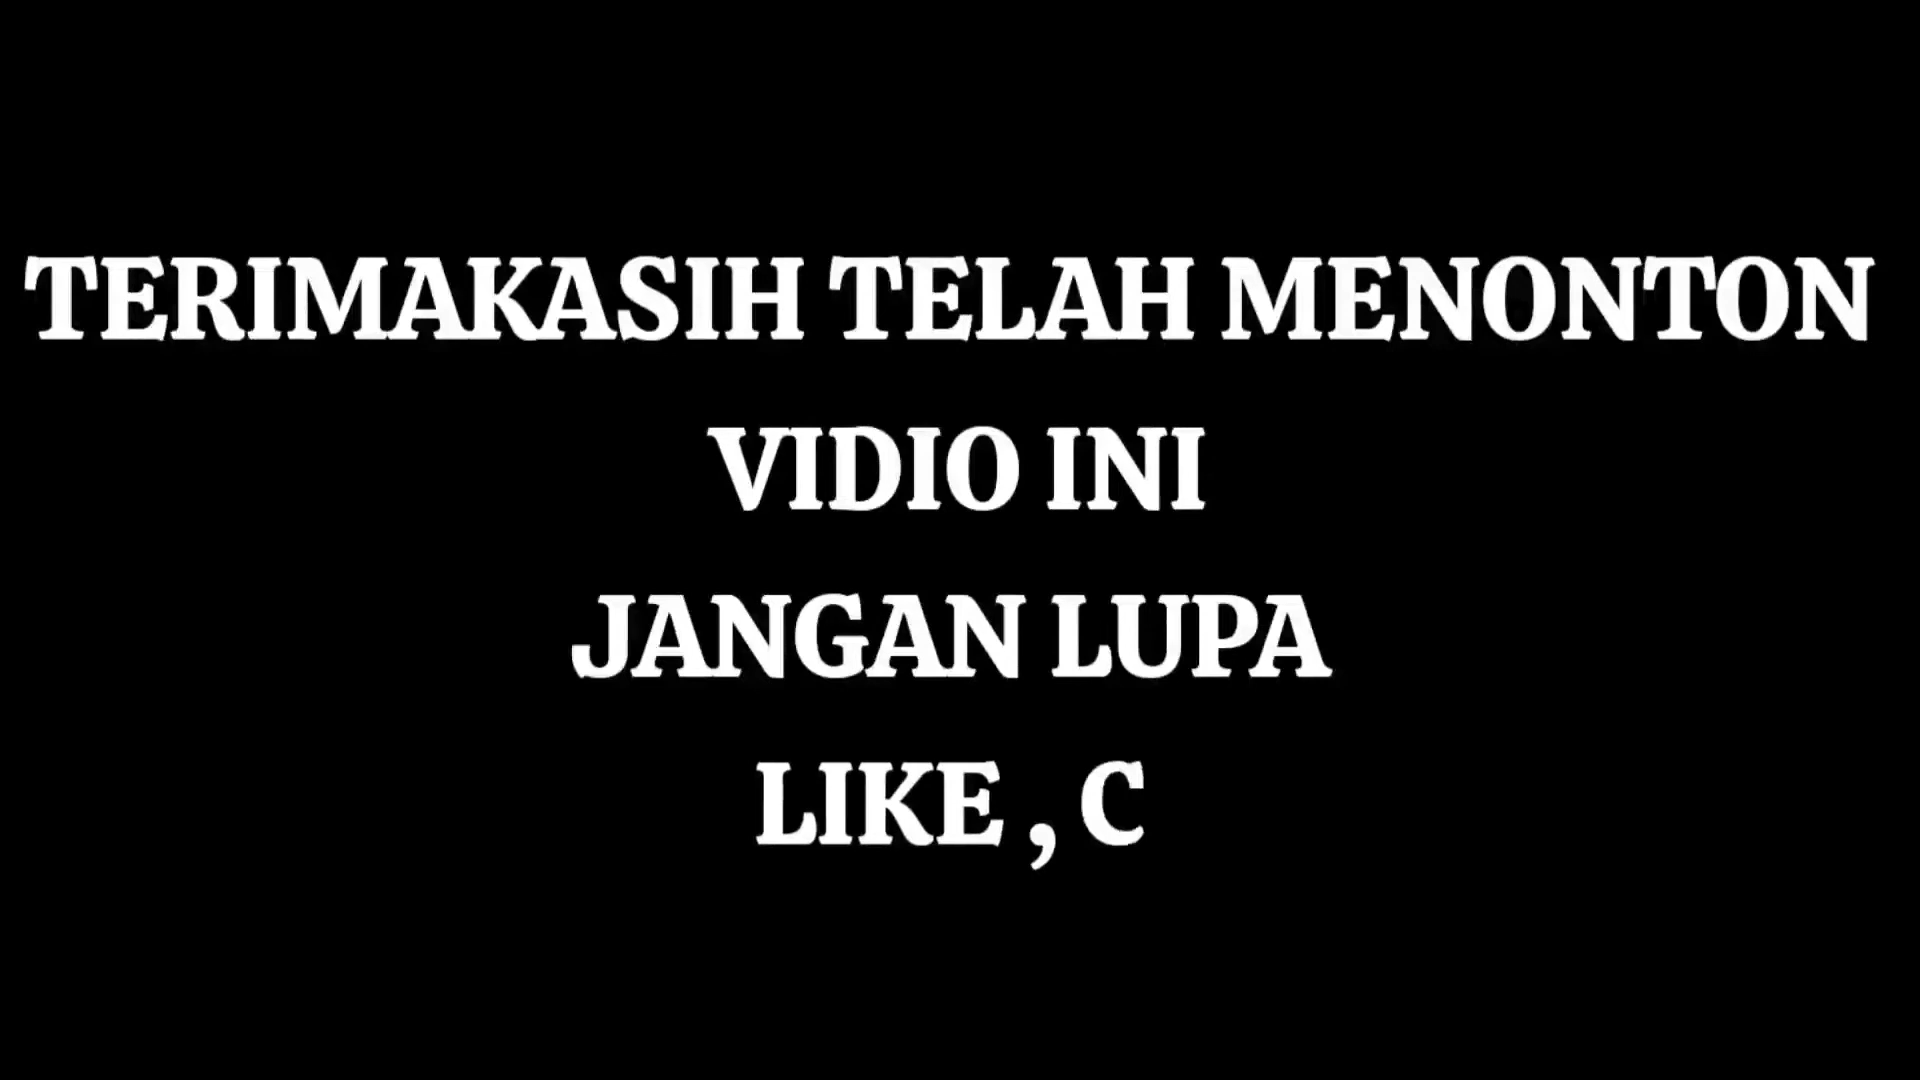 TERIMAKASIH TELAH MENONTON
VIDIO INI
JANGAN LUPA
LIKE , C